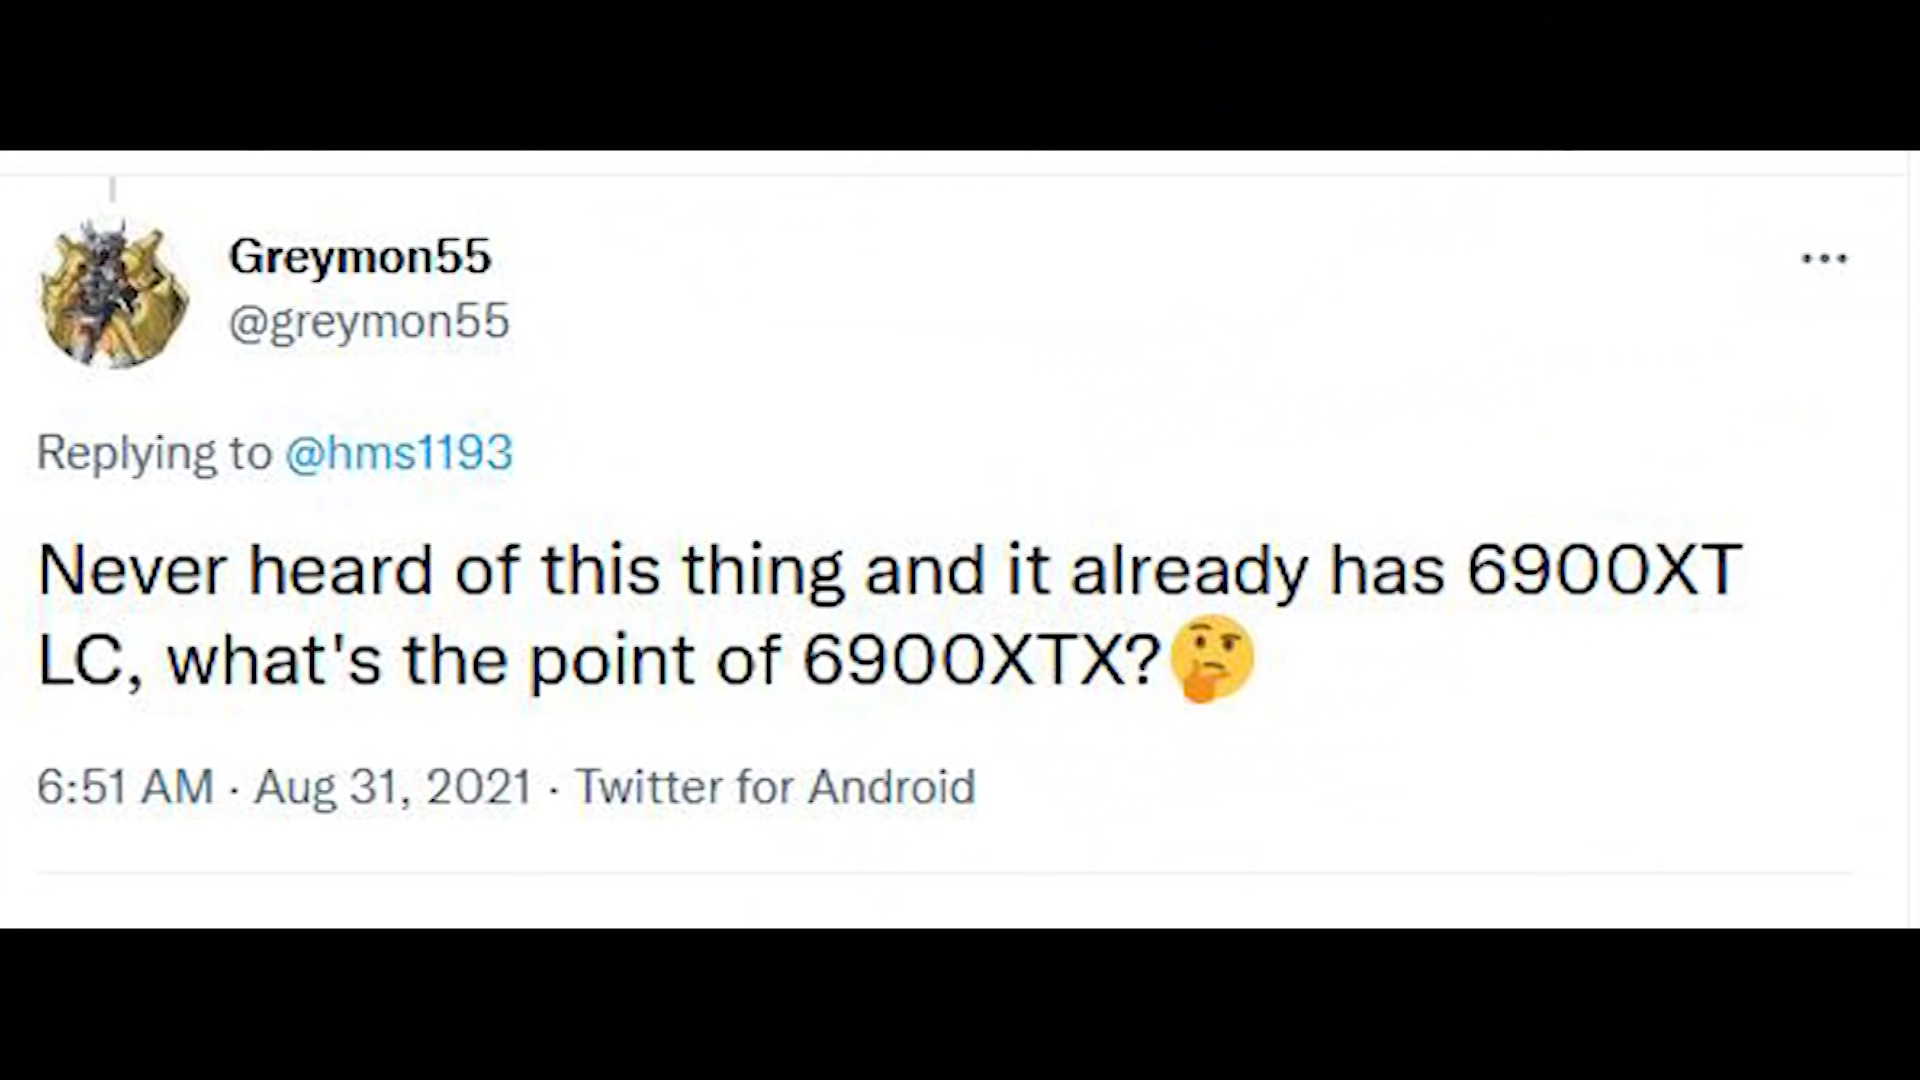 Greymon55
@greymon55
Replying to @hms1193
Never heard of this thing and it already has 6900XT
LC, what's the point of 6900XTX?🤔
6:51 AM · Aug 31, 2021 · Twitter for Android